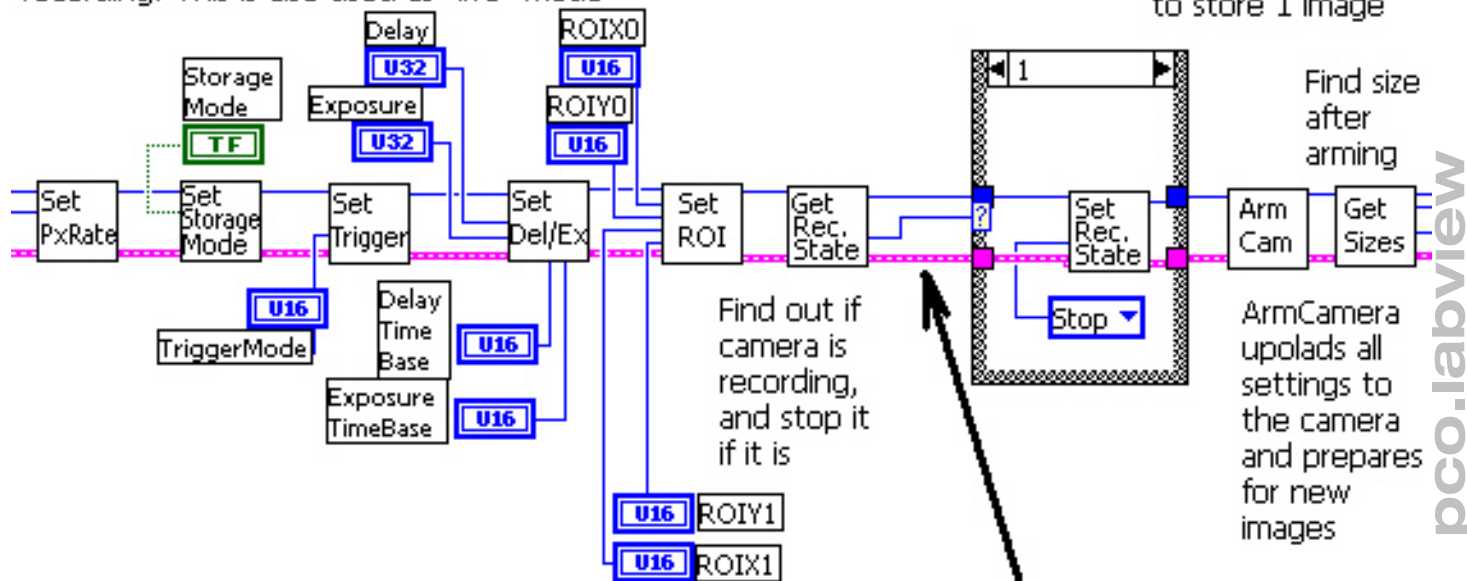 to store 1 image
Delay
U32
ROIX0
U16
Storage
Mode
TF
Exposure
U32
ROIY0
U16
1
Find size
after
arming
Set
PxRate
Set
Storage
Mode
Set
Trigger
Set
Del/Ex
Set
ROI
Get
Rec.
State
?
Set
Rec.
State
Arm
Cam
Get
Sizes
U16
TriggerMode
Delay
Time
Base
U16
Exposure
TimeBase
U16
Find out if
camera is
recording,
and stop it
if it is
Stop
ArmCamera
upolads all
settings to
the camera
and prepares
for new
images
U16 ROIY1
U16 ROIX1
pco.labview